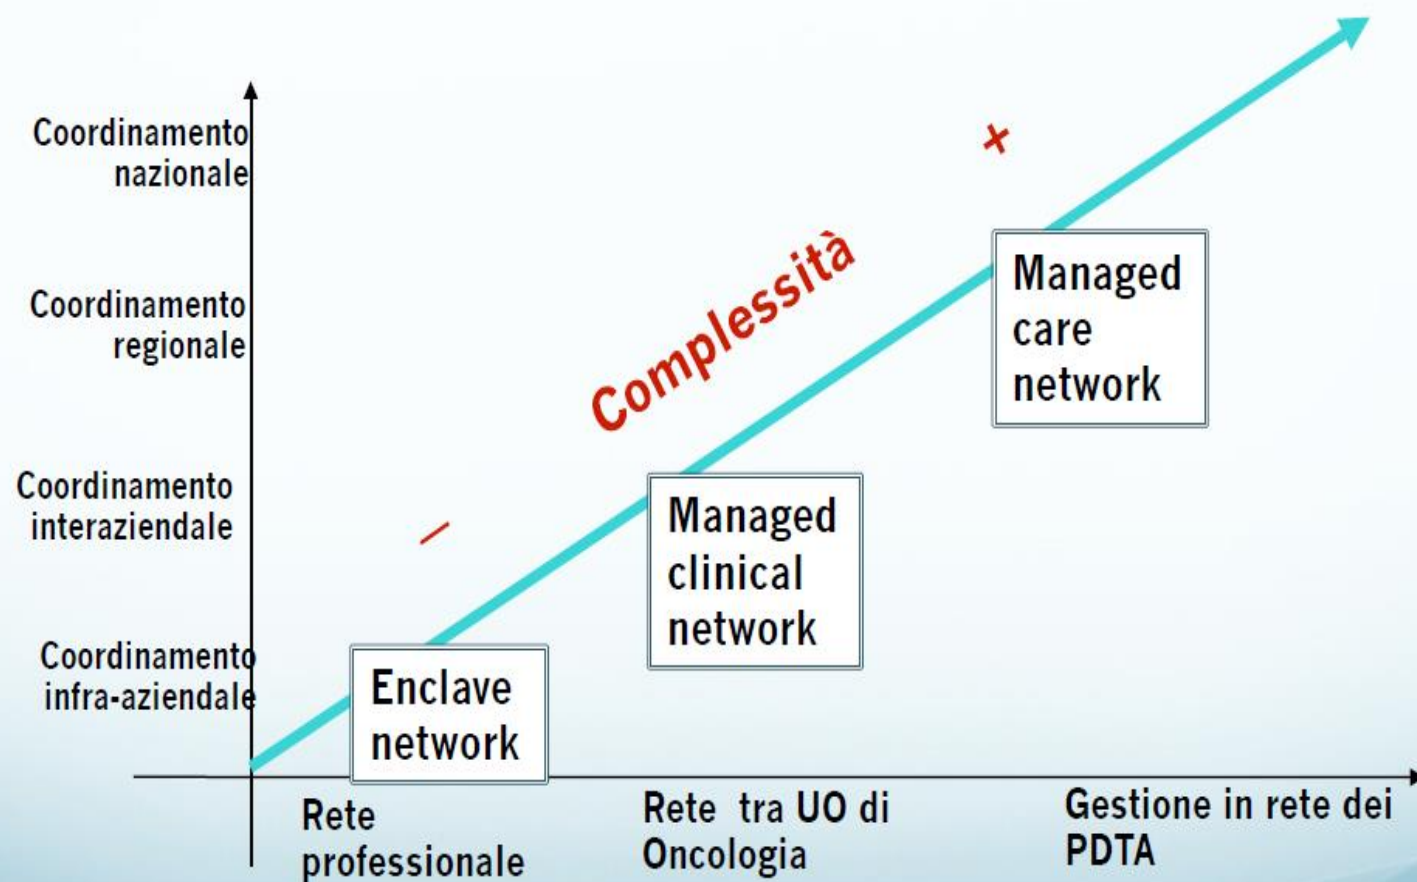 Coordinamento
nazionale
Coordinamento
regionale
Coordinamento
interaziendale
Coordinamento
infra-aziendale
+
Complessità
–
Managed
care
network
Managed
clinical
network
Enclave
network
Rete
professionale
Rete tra UO di
Oncologia
Gestione in rete dei
PDTA